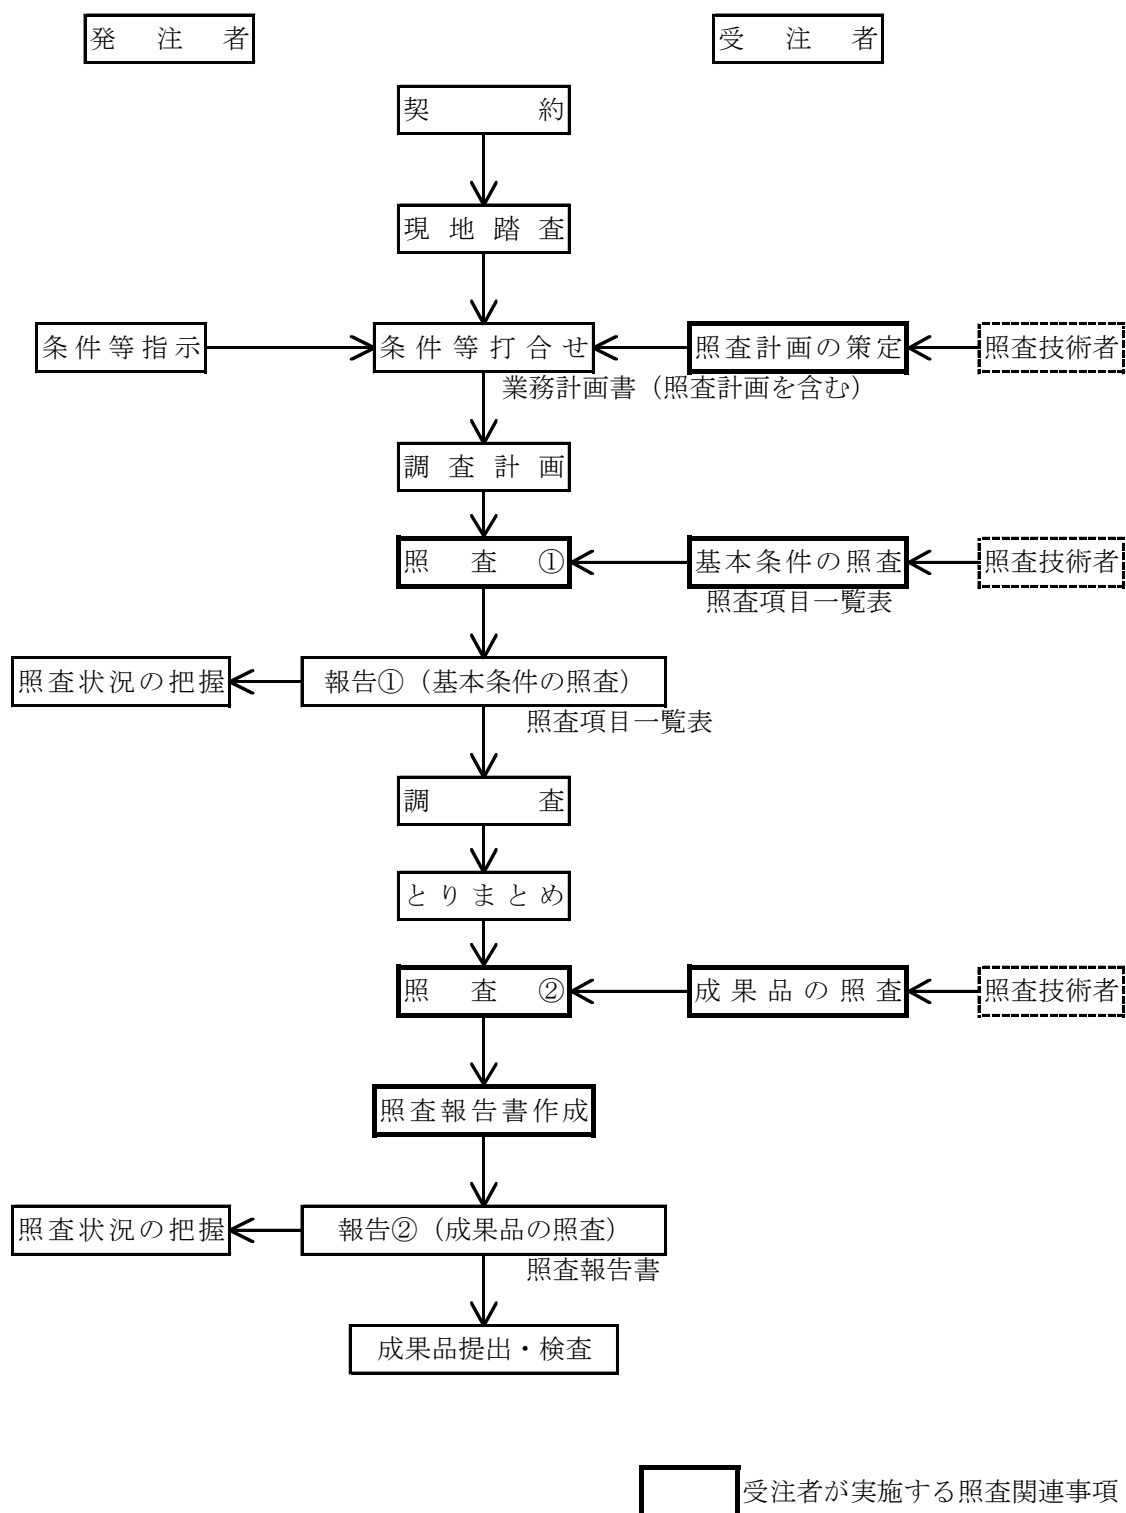 発注者
受注者
契約
現地踏査
条件等指示
条件等打合せ
照査計画の策定
照査技術者
業務計画書（照査計画を含む）
調査計画
照査①
基本条件の照査
照査技術者
照査項目一覧表
照査状況の把握
報告①（基本条件の照査）
照査項目一覧表
調査
とりまとめ
照査②
成果品の照査
照査技術者
照査報告書作成
照査状況の把握
報告②（成果品の照査）
照査報告書
成果品提出・検査
受注者が実施する照査関連事項